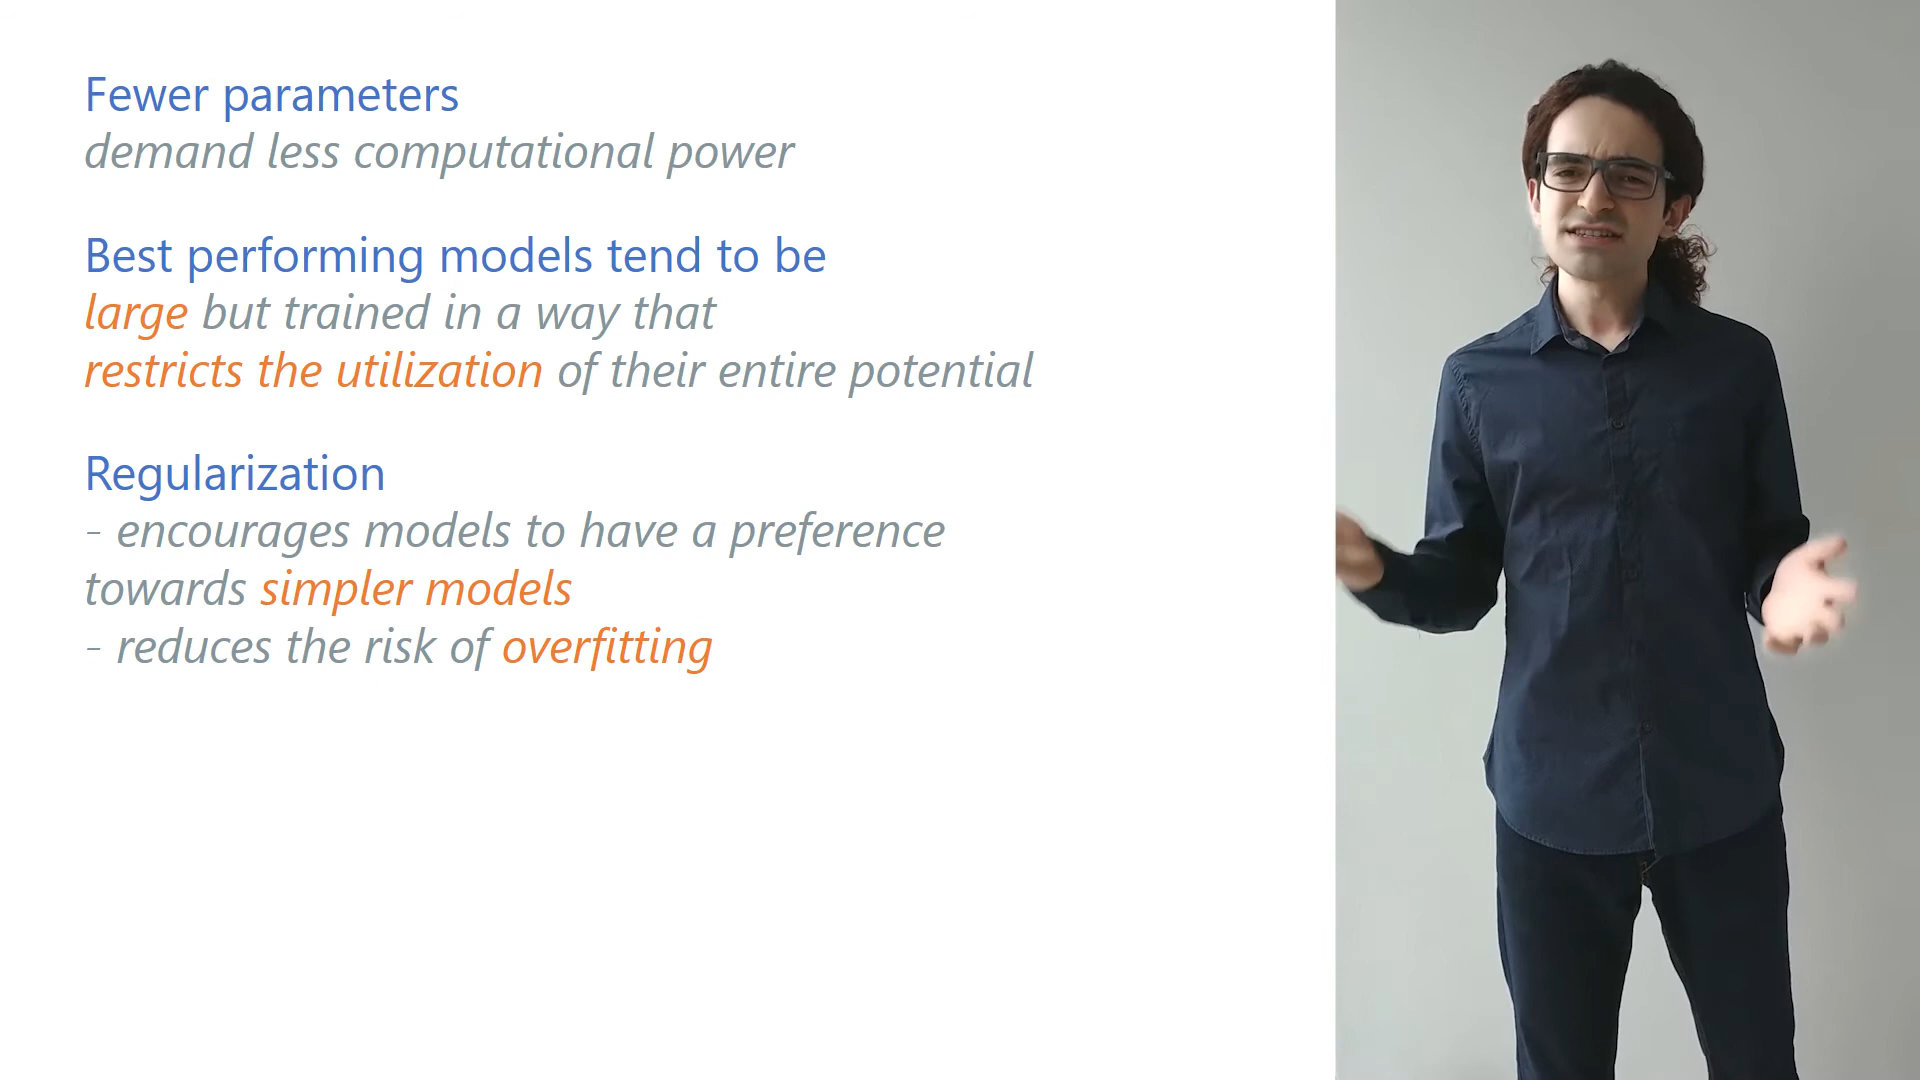 Fewer parameters
demand less computational power
Best performing models tend to be
large but trained in a way that
restricts the utilization of their entire potential
Regularization
- encourages models to have a preference
towards simpler models
- reduces the risk of overfitting